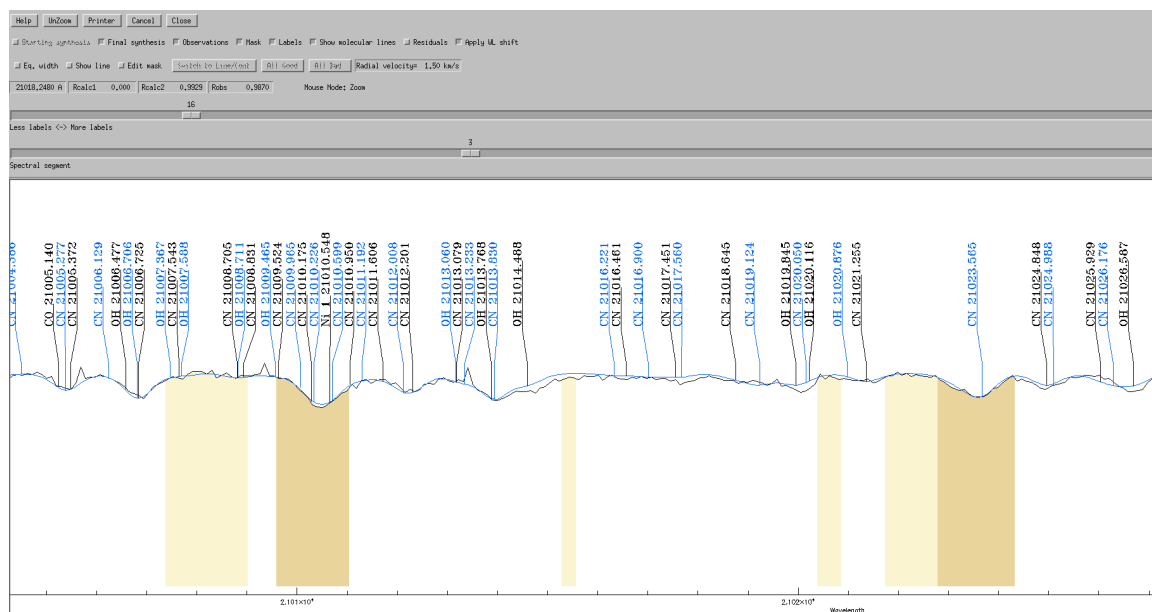 Help UnZoom Printer Cancel Close
Starting synthesis Final synthesis Observations Mask Labels Show molecular lines Residuals Apply WL shift
Eq. width Show line Edit mask Switch to Line/Cont All Good All Bad Radial velocity= 1.50 km/s
21018.2480 A Rcalc1 0.000 Rcalc2 0.9929 Robs 0.9870 Mouse Mode: Zoom
16
Less labels <-> More labels
3
Spectral segment
CN 21004.566
CO 21005.140
CN 21005.277
CN 21005.372
CN 21006.129
OH 21006.477
OH 21006.706
CN 21006.725
OH 21007.367
CN 21007.543
OH 21007.588
CN 21008.705
OH 21008.711
CN 21008.831
OH 21009.465
CN 21009.524
CN 21009.965
CN 21010.175
CN 21010.226
Ni 1 21010.548
CN 21010.599
CN 21010.950
CN 21011.192
CN 21011.606
CN 21012.008
CN 21012.201
OH 21013.060
CN 21013.079
CN 21013.233
OH 21013.768
CN 21013.830
OH 21014.488
CN 21016.221
CN 21016.461
CN 21016.900
CN 21017.451
CN 21017.560
CN 21018.645
CN 21019.124
OH 21019.845
CN 21020.050
OH 21020.116
OH 21020.876
CN 21021.255
CN 21023.565
CN 21024.848
CN 21024.988
CN 21025.929
CN 21026.176
OH 21026.587
2.101×10⁴ 2.102×10⁴
Wavelength